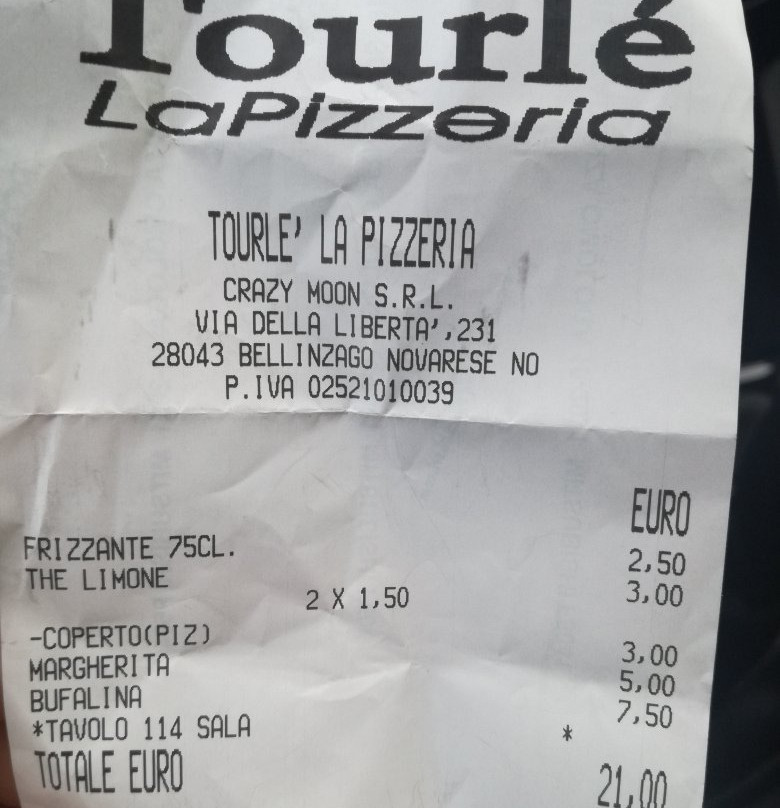 Tourlé
LaPizzeria
TOURLE' LA PIZZERIA
CRAZY MOON S.R.L.
VIA DELLA LIBERTA',231
28043 BELLINZAGO NOVARESE NO
P.IVA 02521010039
EURO
FRIZZANTE 75CL. 2,50
THE LIMONE 3,00
2 X 1,50
-COPERTO(PIZ) 3,00
MARGHERITA 5,00
BUFALINA 7,50
*TAVOLO 114 SALA *
TOTALE EURO 21,00